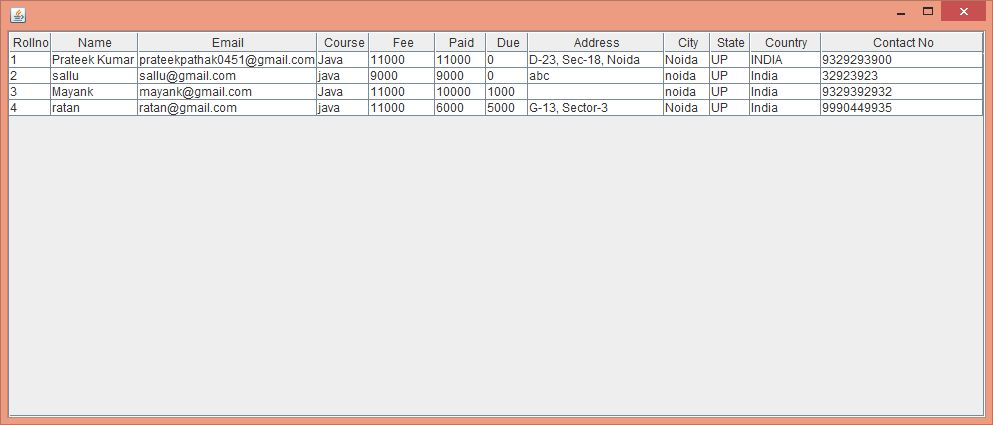 Rollno Name Email Course Fee Paid Due Address City State Country Contact No
1 Prateek Kumar prateekpathak0451@gmail.com Java 11000 11000 0 D-23, Sec-18, Noida Noida UP INDIA 9329293900
2 sallu sallu@gmail.com java 9000 9000 0 abc noida UP India 32923923
3 Mayank mayank@gmail.com Java 11000 10000 1000 noida UP India 9329392932
4 ratan ratan@gmail.com java 11000 6000 5000 G-13, Sector-3 Noida UP India 9990449935